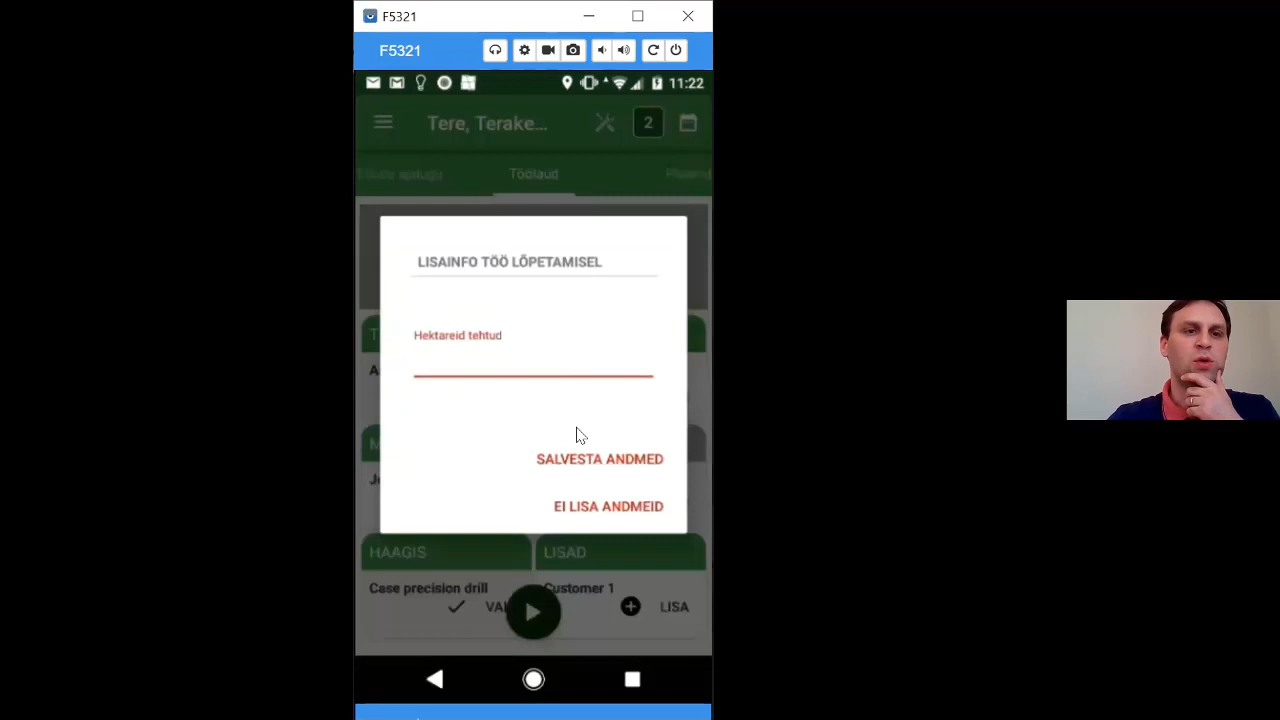 F5321
F5321
11:22
Tere, Terake...
2
Töölaud
LISAINFO TÖÖ LÕPETAMISEL
Hektareid tehtud
SALVESTA ANDMED
EI LISA ANDMEID
HAAGIS
LISAD
Case precision drill
Customer 1
LISA